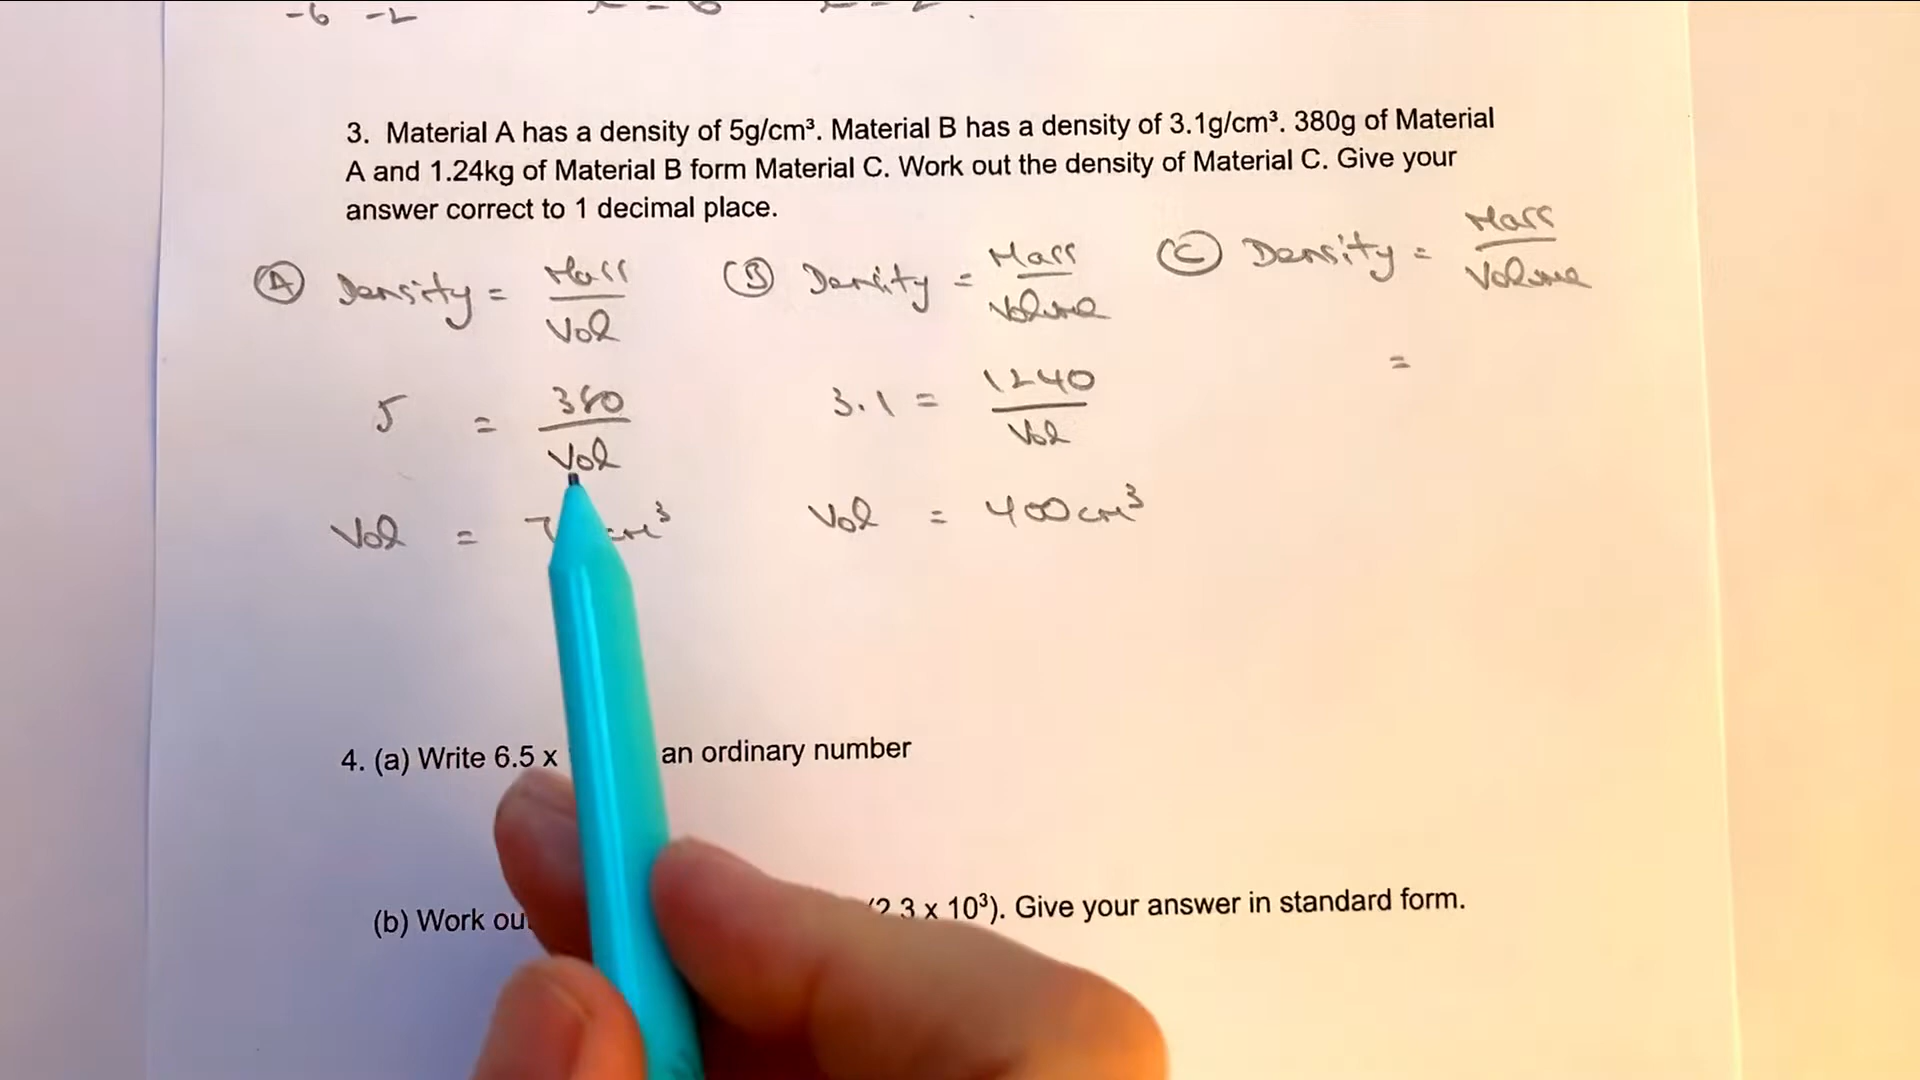 -6 -2
3. Material A has a density of 5g/cm³. Material B has a density of 3.1g/cm³. 380g of Material
A and 1.24kg of Material B form Material C. Work out the density of Material C. Give your
answer correct to 1 decimal place.
Ⓐ Density = Mass / Vol
5 = 380 / Vol
Vol = 7 cm³
Ⓑ Density = Mass / Volume
3.1 = 1240 / Vol
Vol = 400cm³
Ⓒ Density = Mass / Volume
=
4. (a) Write 6.5 x an ordinary number
(b) Work 2.3 x 10³). Give your answer in standard form.